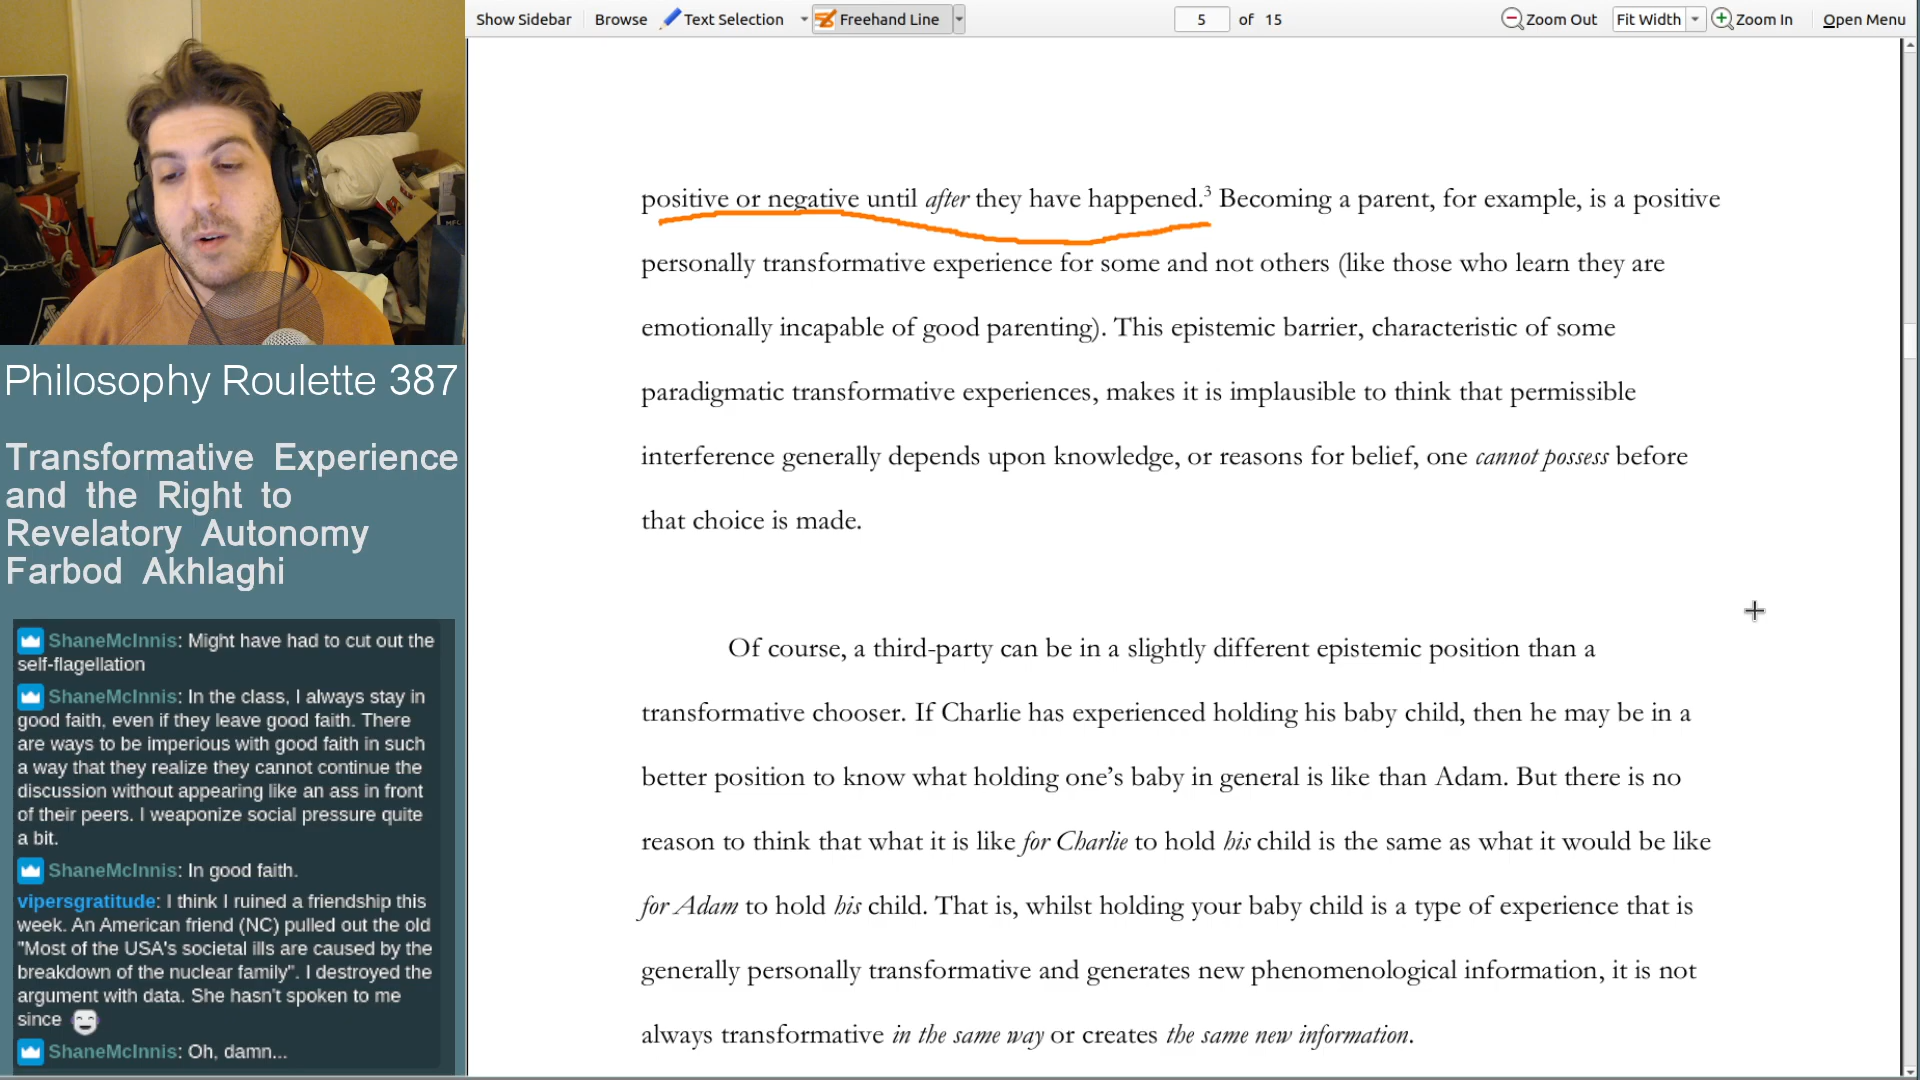 Show Sidebar Browse Text Selection Freehand Line 5 of 15 Zoom Out Fit Width Zoom In Open Menu
positive or negative until after they have happened.3 Becoming a parent, for example, is a positive
personally transformative experience for some and not others (like those who learn they are
emotionally incapable of good parenting). This epistemic barrier, characteristic of some
paradigmatic transformative experiences, makes it is implausible to think that permissible
interference generally depends upon knowledge, or reasons for belief, one cannot possess before
that choice is made.
Of course, a third-party can be in a slightly different epistemic position than a
transformative chooser. If Charlie has experienced holding his baby child, then he may be in a
better position to know what holding one's baby in general is like than Adam. But there is no
reason to think that what it is like for Charlie to hold his child is the same as what it would be like
for Adam to hold his child. That is, whilst holding your baby child is a type of experience that is
generally personally transformative and generates new phenomenological information, it is not
always transformative in the same way or creates the same new information.
Philosophy Roulette 387
Transformative Experience
and the Right to
Revelatory Autonomy
Farbod Akhlaghi
ShaneMcInnis: Might have had to cut out the
self-flagellation
ShaneMcInnis: In the class, I always stay in
good faith, even if they leave good faith. There
are ways to be imperious with good faith in such
a way that they realize they cannot continue the
discussion without appearing like an ass in front
of their peers. I weaponize social pressure quite
a bit.
ShaneMcInnis: In good faith.
vipersgratitude: I think I ruined a friendship this
week. An American friend (NC) pulled out the old
"Most of the USA's societal ills are caused by the
breakdown of the nuclear family". I destroyed the
argument with data. She hasn't spoken to me
since
ShaneMcInnis: Oh, damn...